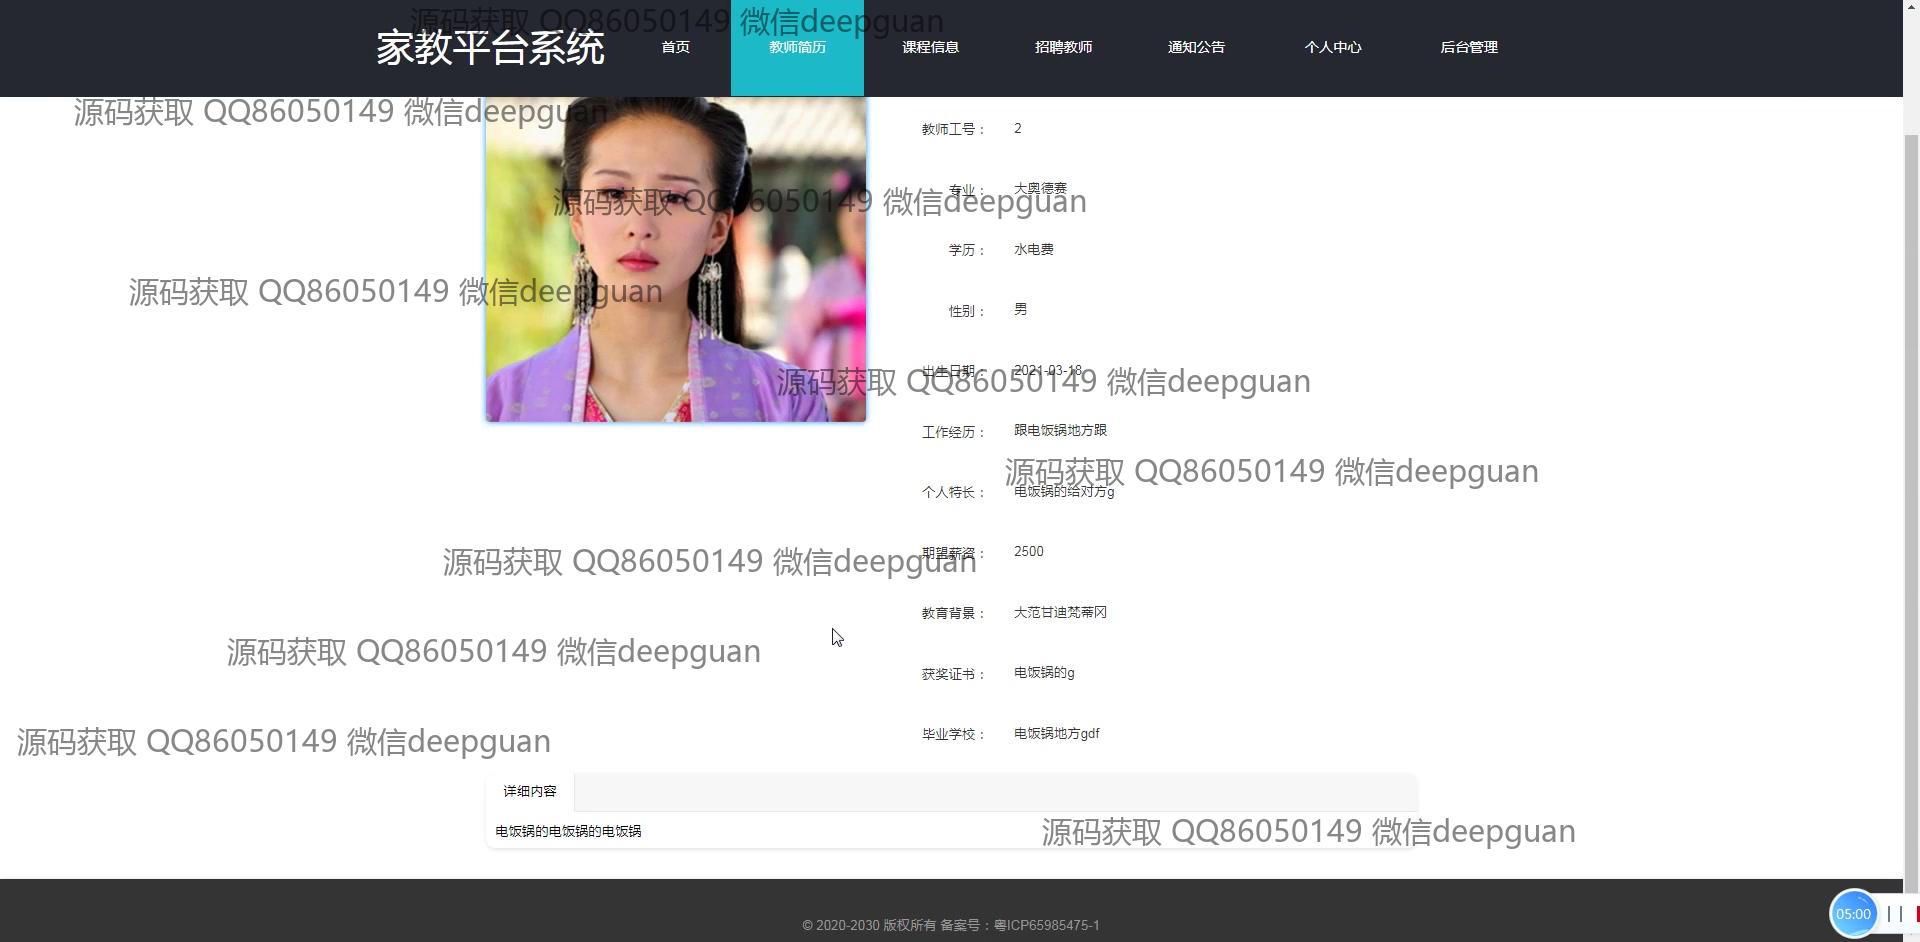 源码获取 QQ86050149 微信deepguan
家教平台系统 首页 教师简历 课程信息 招聘教师 通知公告 个人中心 后台管理
源码获取 QQ86050149 微信deepguan
教师工号： 2
专业： 大奥德赛
源码获取 QQ86050149 微信deepguan
学历： 水电费
源码获取 QQ86050149 微信deepguan
性别： 男
出生日期： 2021-03-18
源码获取 QQ86050149 微信deepguan
工作经历： 跟电饭锅地方跟
源码获取 QQ86050149 微信deepguan
个人特长： 电饭锅的给对方g
期望薪资： 2500
源码获取 QQ86050149 微信deepguan
教育背景： 大范甘迪梵蒂冈
源码获取 QQ86050149 微信deepguan
获奖证书： 电饭锅的g
毕业学校： 电饭锅地方gdf
源码获取 QQ86050149 微信deepguan
详细内容
电饭锅的电饭锅的电饭锅
源码获取 QQ86050149 微信deepguan
05:00
© 2020-2030 版权所有 备案号：粤ICP65985475-1